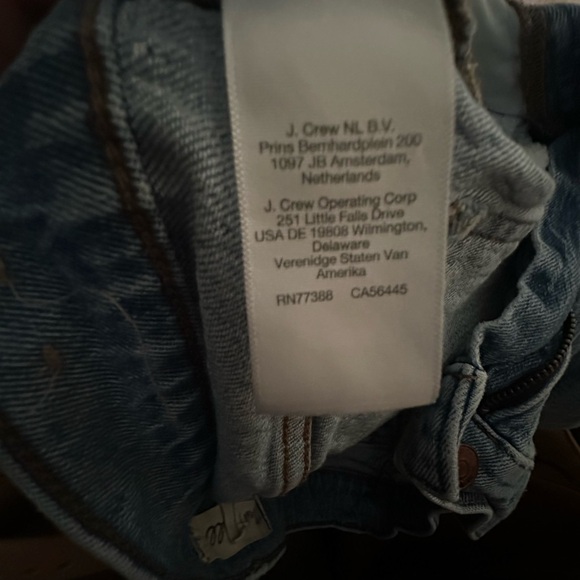 J. Crew NL B.V.
Prins Bernhardplein 200
1097 JB Amsterdam,
Netherlands
J. Crew Operating Corp
251 Little Falls Drive
USA DE 19808 Wilmington,
Delaware
Verenidge Staten Van
Amerika
RN77388 CA56445